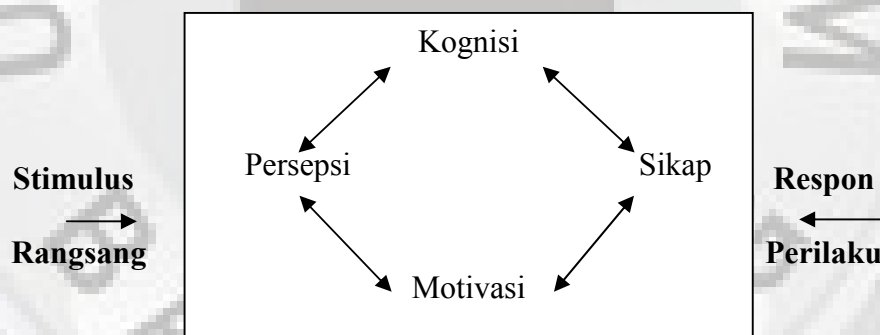 Kognisi
Persepsi
Sikap
Stimulus
Rangsang
Respon
Perilaku
Motivasi